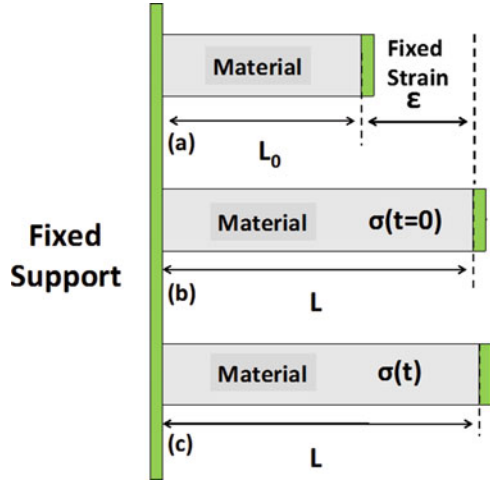 Material
Fixed
Strain
ε
(a)
L₀
Fixed
Support
Material
σ(t=0)
(b)
L
Material
σ(t)
(c)
L